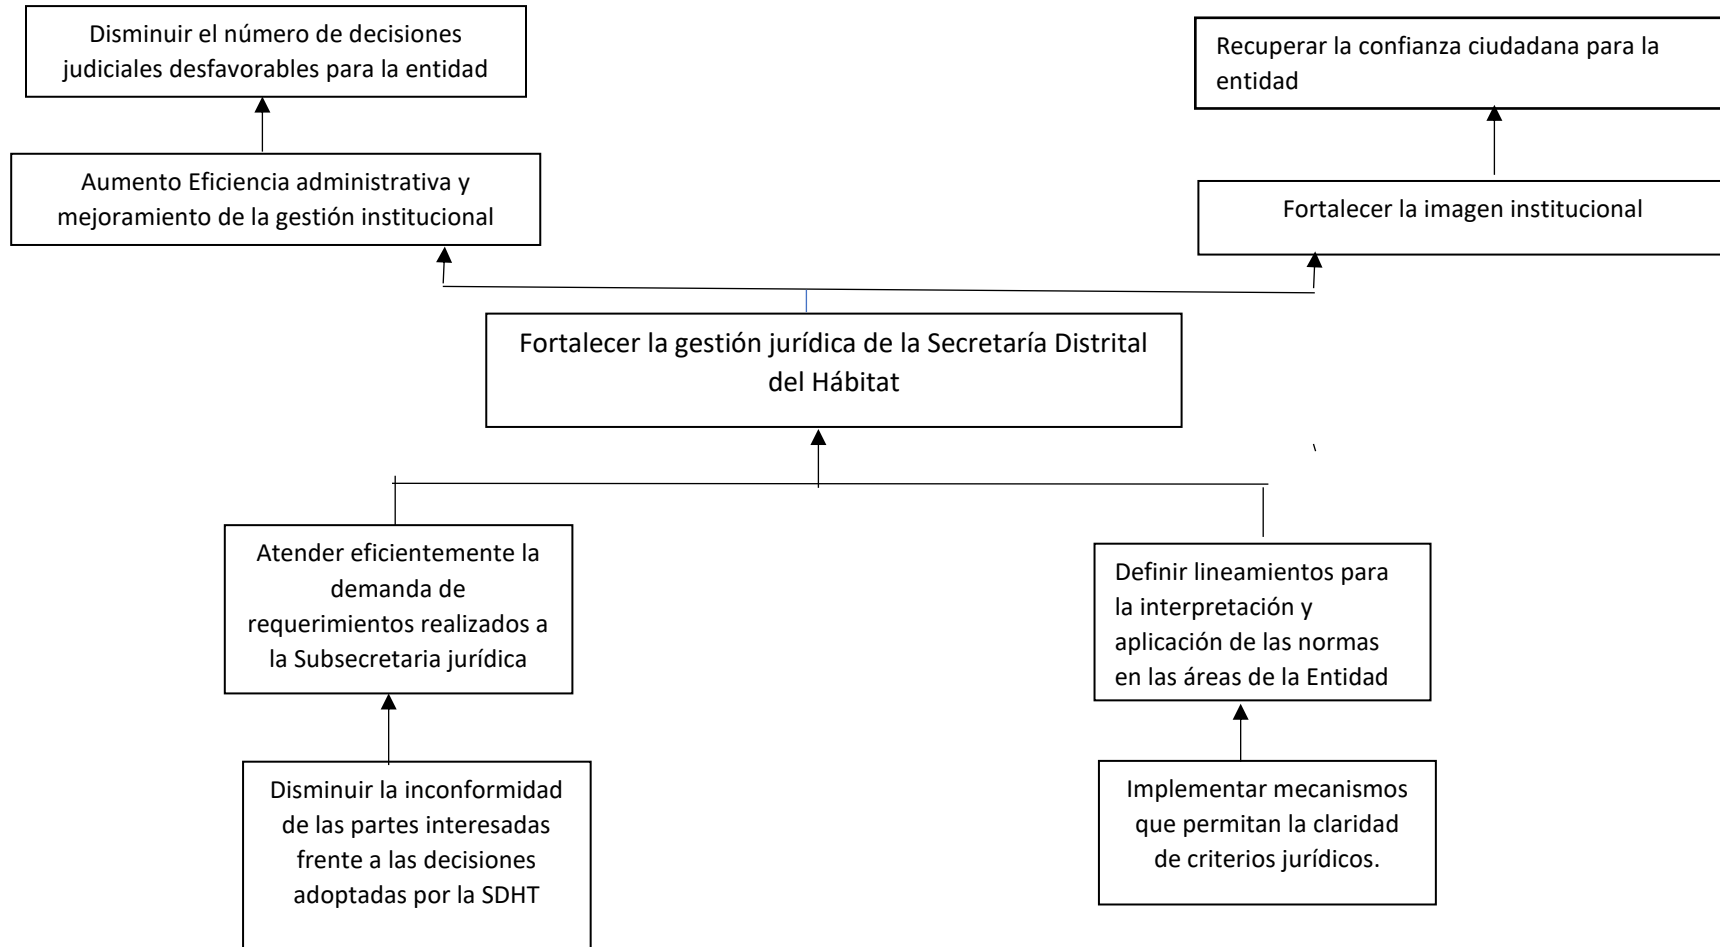 Disminuir el número de decisiones
judiciales desfavorables para la entidad
Recuperar la confianza ciudadana para la
entidad
Aumento Eficiencia administrativa y
mejoramiento de la gestión institucional
Fortalecer la imagen institucional
Fortalecer la gestión jurídica de la Secretaría Distrital
del Hábitat
Atender eficientemente la
demanda de
requerimientos realizados a
la Subsecretaria jurídica
Definir lineamientos para
la interpretación y
aplicación de las normas
en las áreas de la Entidad
Disminuir la inconformidad
de las partes interesadas
frente a las decisiones
adoptadas por la SDHT
Implementar mecanismos
que permitan la claridad
de criterios jurídicos.